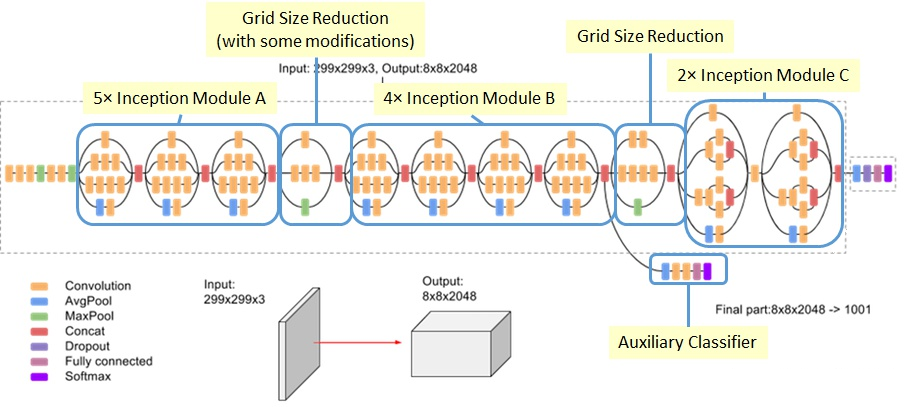 Grid Size Reduction
(with some modifications)
Grid Size Reduction
Input: 299x299x3, Output:8x8x2048
2× Inception Module C
5× Inception Module A
4× Inception Module B
Convolution
AvgPool
MaxPool
Concat
Dropout
Fully connected
Softmax
Input:
299x299x3
Output:
8x8x2048
Final part:8x8x2048 -> 1001
Auxiliary Classifier